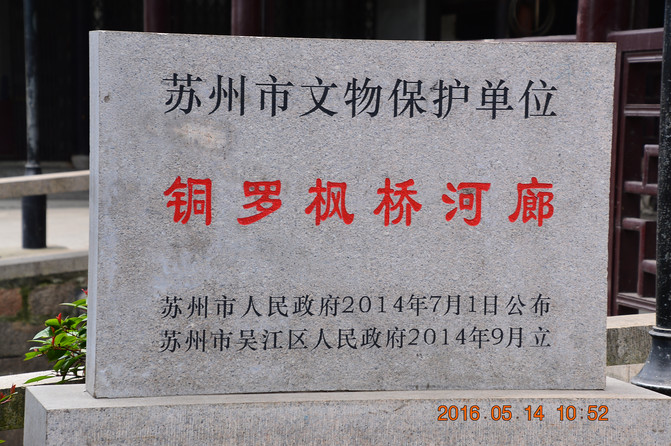 苏州市文物保护单位
铜罗枫桥河廊
苏州市人民政府2014年7月1日公布
苏州市吴江区人民政府2014年9月立
2016.05.14 10:52